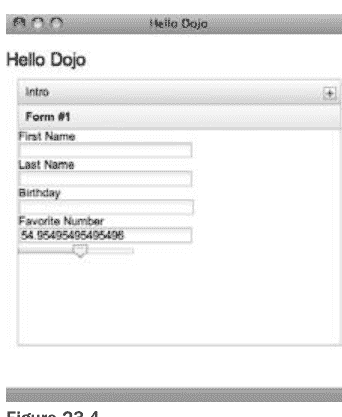 Hello Dojo
Hello Dojo
Intro
Form #1
First Name
Last Name
Birthday
Favorite Number
54.95495495495496
Figure 23.4